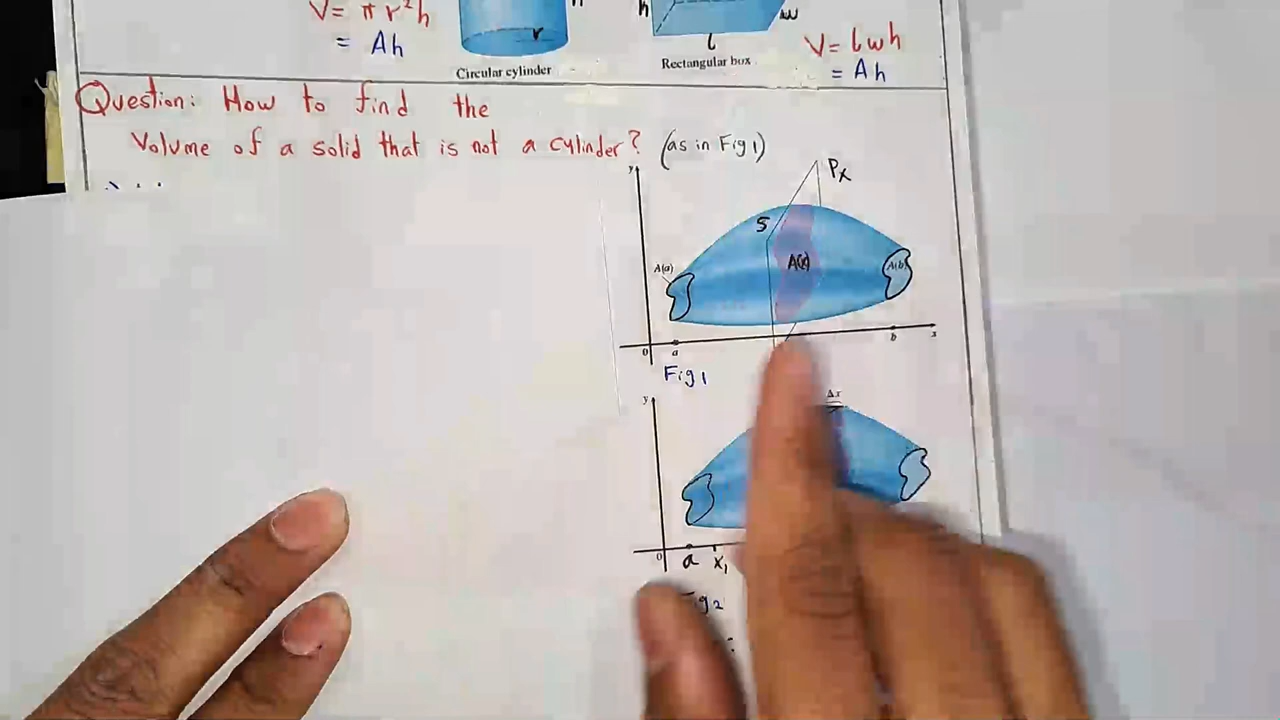 V = π r²h
= Ah
r
Circular cylinder
h
w
l
Rectangular box
V = lwh
= Ah
Question: How to find the
Volume of a solid that is not a cylinder? (as in Fig 1)
y
Px
S
A(a)
A(x)
A(b)
0
a
b
x
Fig 1
y
Δx
0
a
x₁